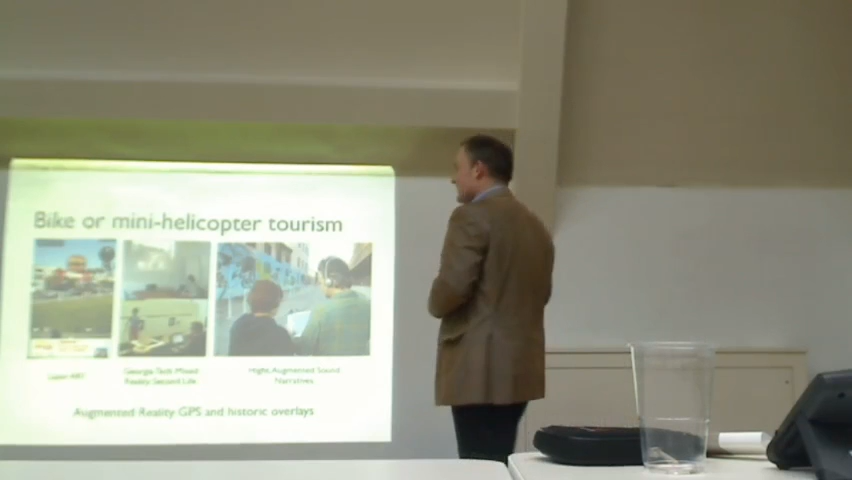 Bike or mini-helicopter tourism
Georgia Tech Mixed
Reality Second Life
Hight, Augmented Sound
Narratives
Augmented Reality GPS and historic overlays